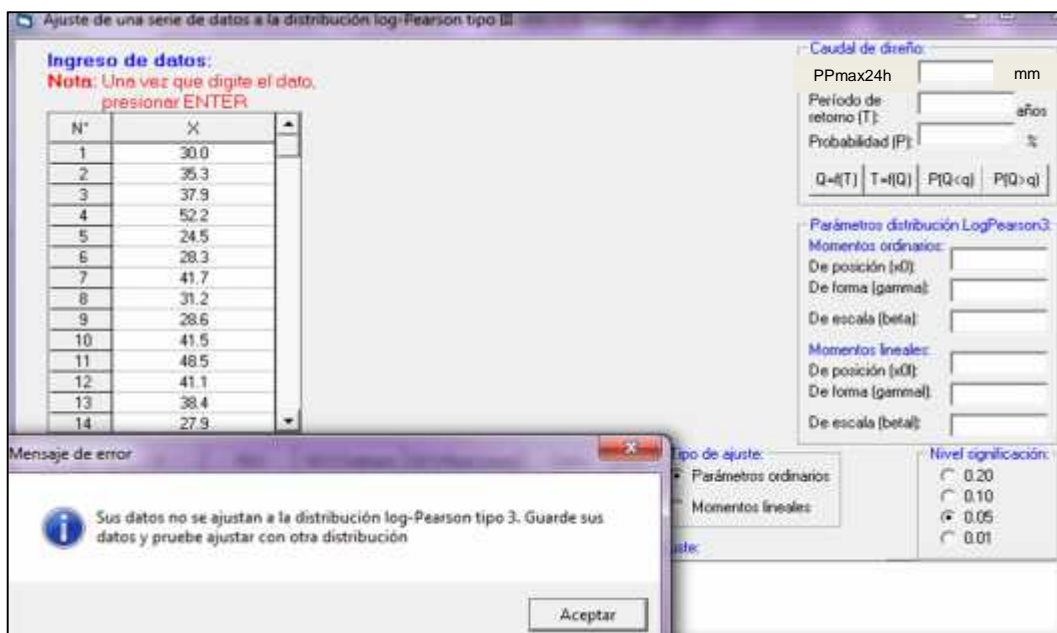 Ajuste de una serie de datos a la distribución log-Pearson tipo III
Ingreso de datos:
Nota: Una vez que digite el dato,
presionar ENTER
N° X
1 30.0
2 35.3
3 37.9
4 52.2
5 24.5
6 28.3
7 41.7
8 31.2
9 28.6
10 41.5
11 48.5
12 41.1
13 38.4
14 27.9
Caudal de diseño:
PPmax24h mm
Período de
retorno (T): años
Probabilidad (P): %
Q=f(T) T=f(Q) P(Q<q) P(Q>q)
Parámetros distribución LogPearson3:
Momentos ordinarios:
De posición (x0):
De forma (gamma):
De escala (beta):
Momentos lineales:
De posición (x0l):
De forma (gammal):
De escala (betal):
Tipo de ajuste:
Parámetros ordinarios
Momentos lineales
Nivel significación:
0.20
0.10
0.05
0.01
Mensaje de error
Sus datos no se ajustan a la distribución log-Pearson tipo 3. Guarde sus
datos y pruebe ajustar con otra distribución
Aceptar